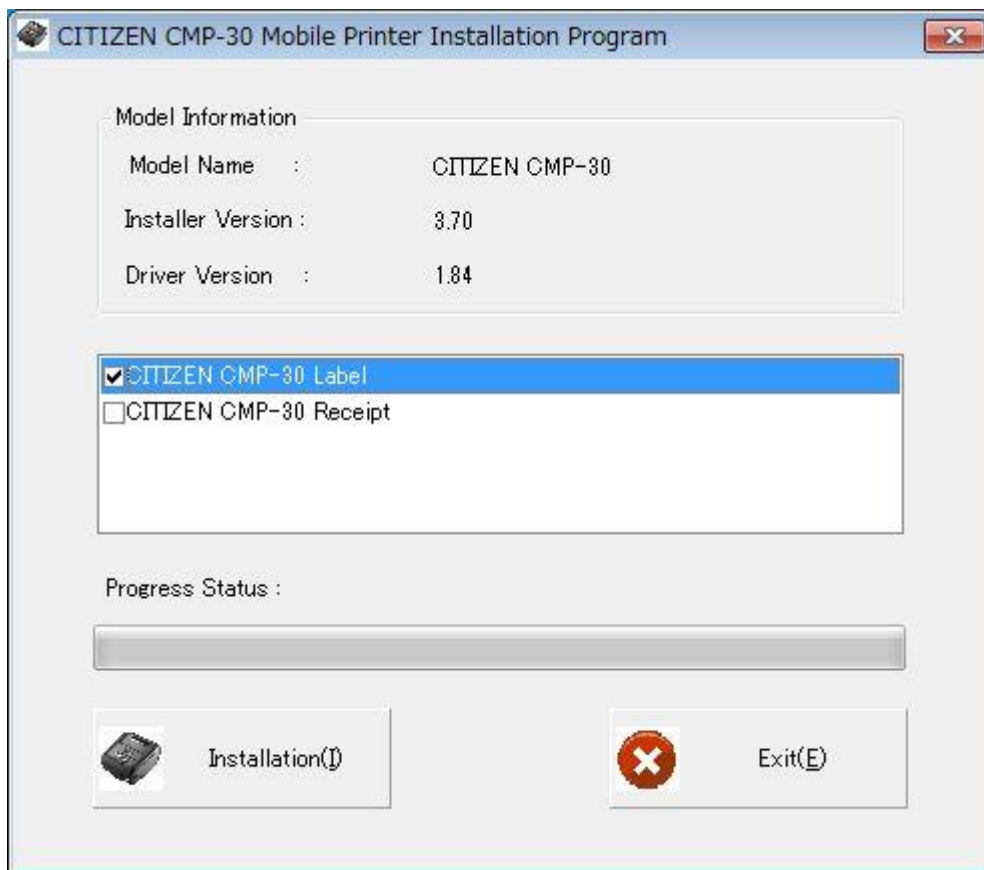 CITIZEN CMP-30 Mobile Printer Installation Program
Model Information
Model Name : CITIZEN CMP-30
Installer Version : 3.70
Driver Version : 1.84
CITIZEN CMP-30 Label
CITIZEN CMP-30 Receipt
Progress Status :
Installation(I) Exit(E)